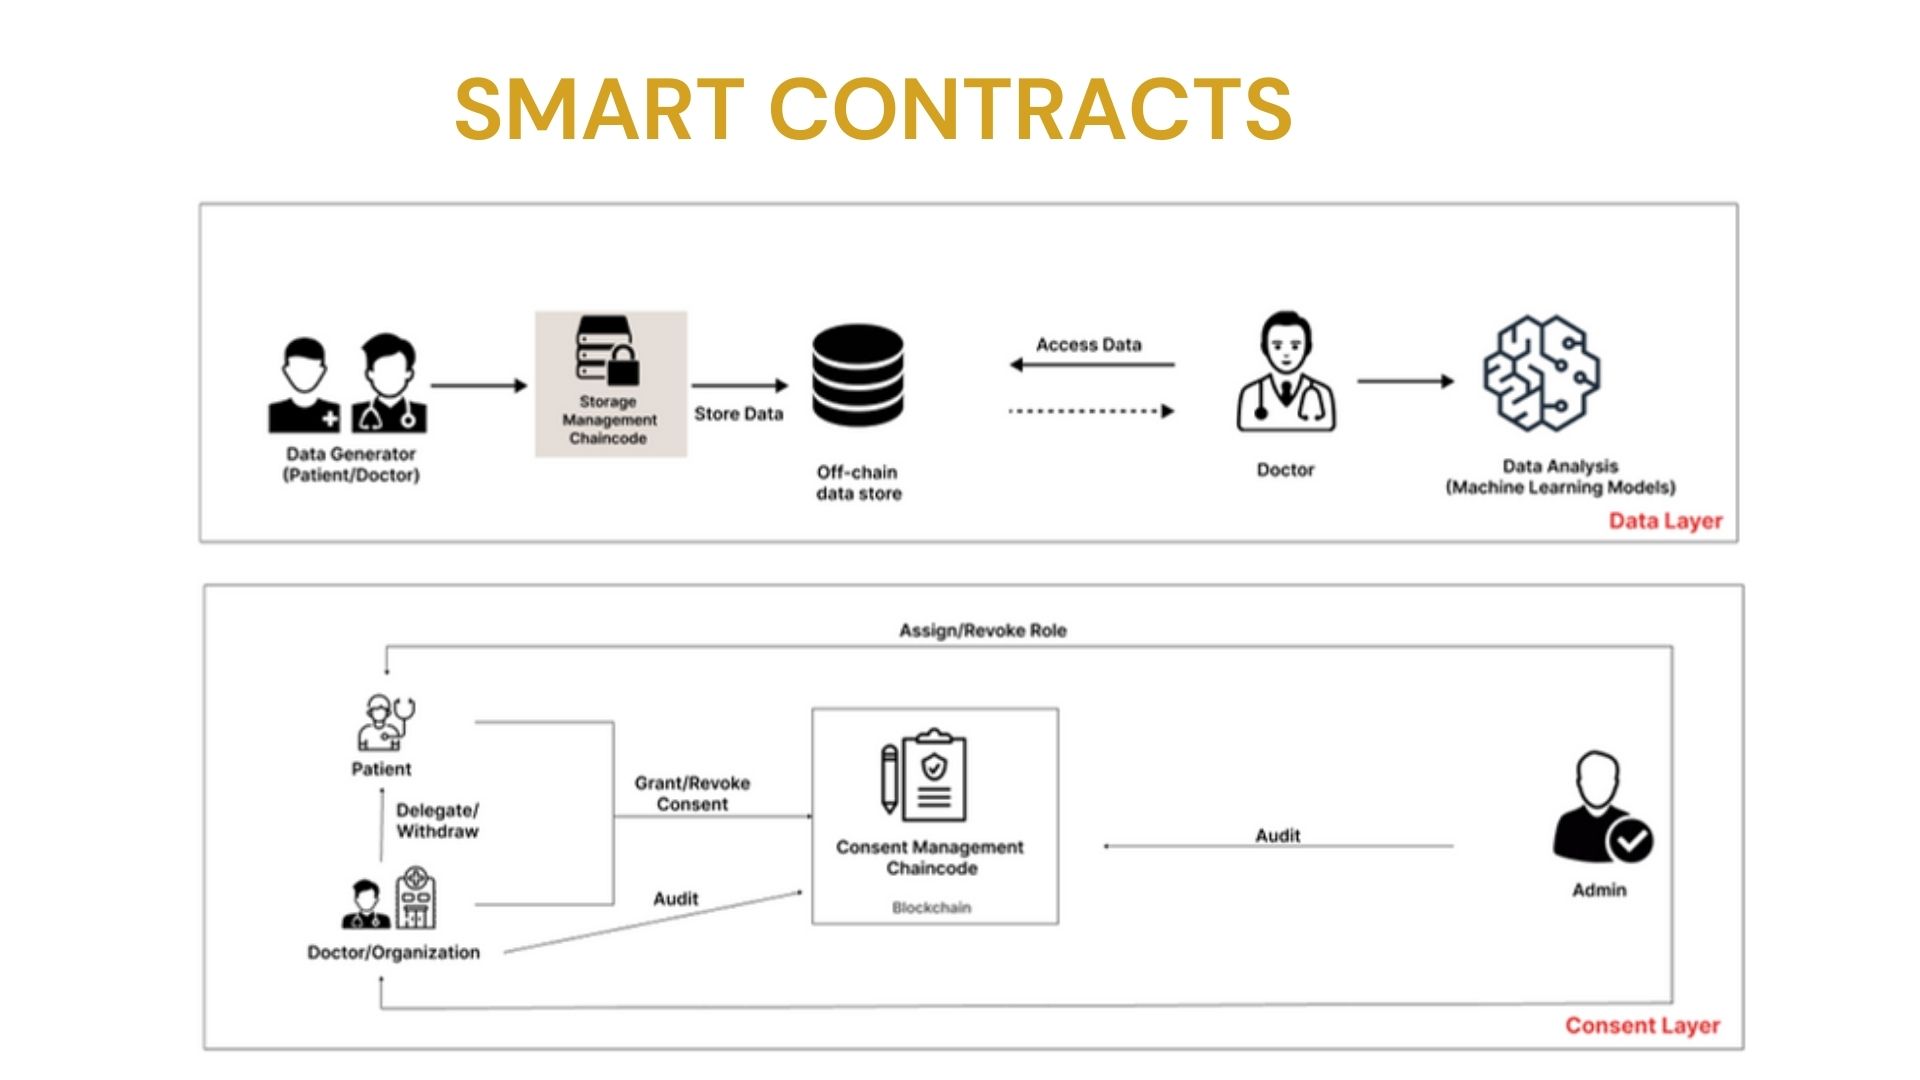 SMART CONTRACTS
Access Data
Storage
Management
Chaincode
Store Data
Data Generator
(Patient/Doctor)
Off-chain
data store
Doctor
Data Analysis
(Machine Learning Models)
Data Layer
Assign/Revoke Role
Patient
Delegate/
Withdraw
Grant/Revoke
Consent
Consent Management
Chaincode
Blockchain
Audit
Audit
Admin
Doctor/Organization
Consent Layer